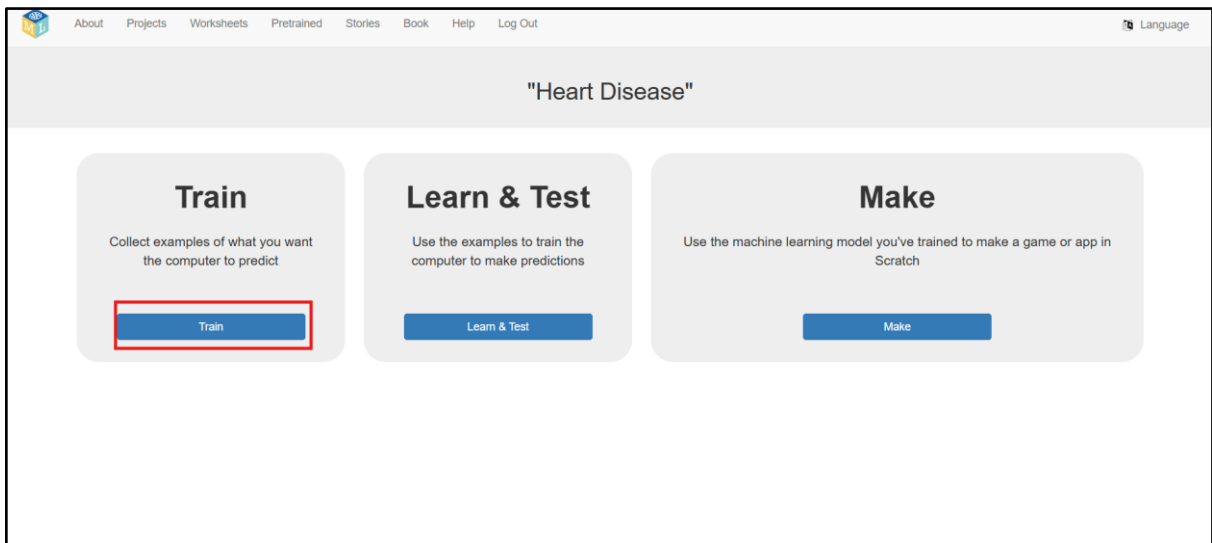 About Projects Worksheets Pretrained Stories Book Help Log Out Language
"Heart Disease"
Train
Collect examples of what you want
the computer to predict
Train
Learn & Test
Use the examples to train the
computer to make predictions
Learn & Test
Make
Use the machine learning model you've trained to make a game or app in
Scratch
Make